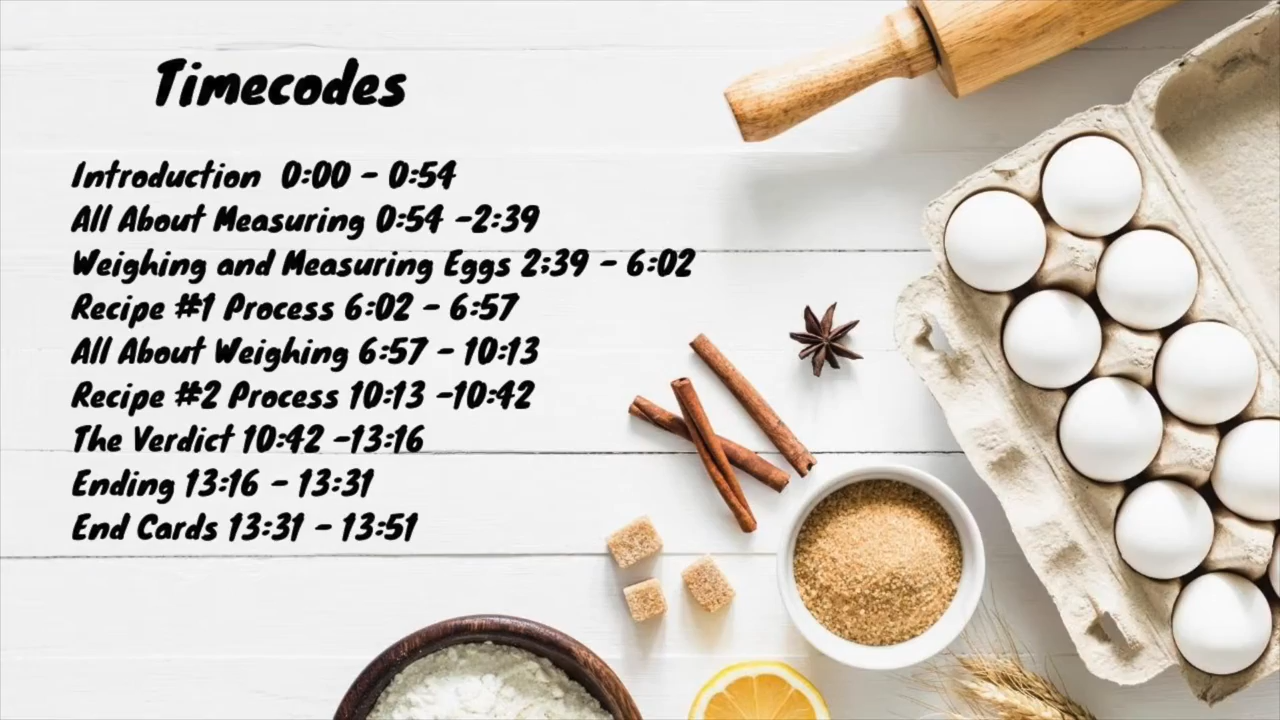 Timecodes
Introduction 0:00 - 0:54
All About Measuring 0:54 -2:39
Weighing and Measuring Eggs 2;39 - 6:02
Recipe #1 Process 6:02 - 6:57
All About Weighing 6:57 - 10:13
Recipe #2 Process 10:13 -10:42
The Verdict 10:42 -13:16
Ending 13:16 - 13:31
End Cards 13:31 - 13:51